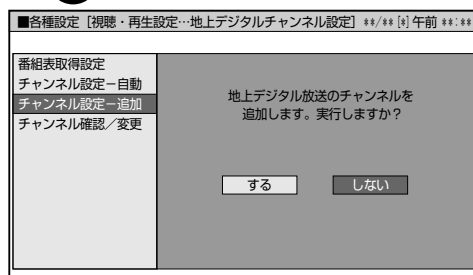 ■各種設定［視聴・再生設定…地上デジタルチャンネル設定］ **/** [*] 午前 **:**
番組表取得設定
チャンネル設定－自動
チャンネル設定－追加
チャンネル確認／変更
地上デジタル放送のチャンネルを
追加します。実行しますか？
する
しない